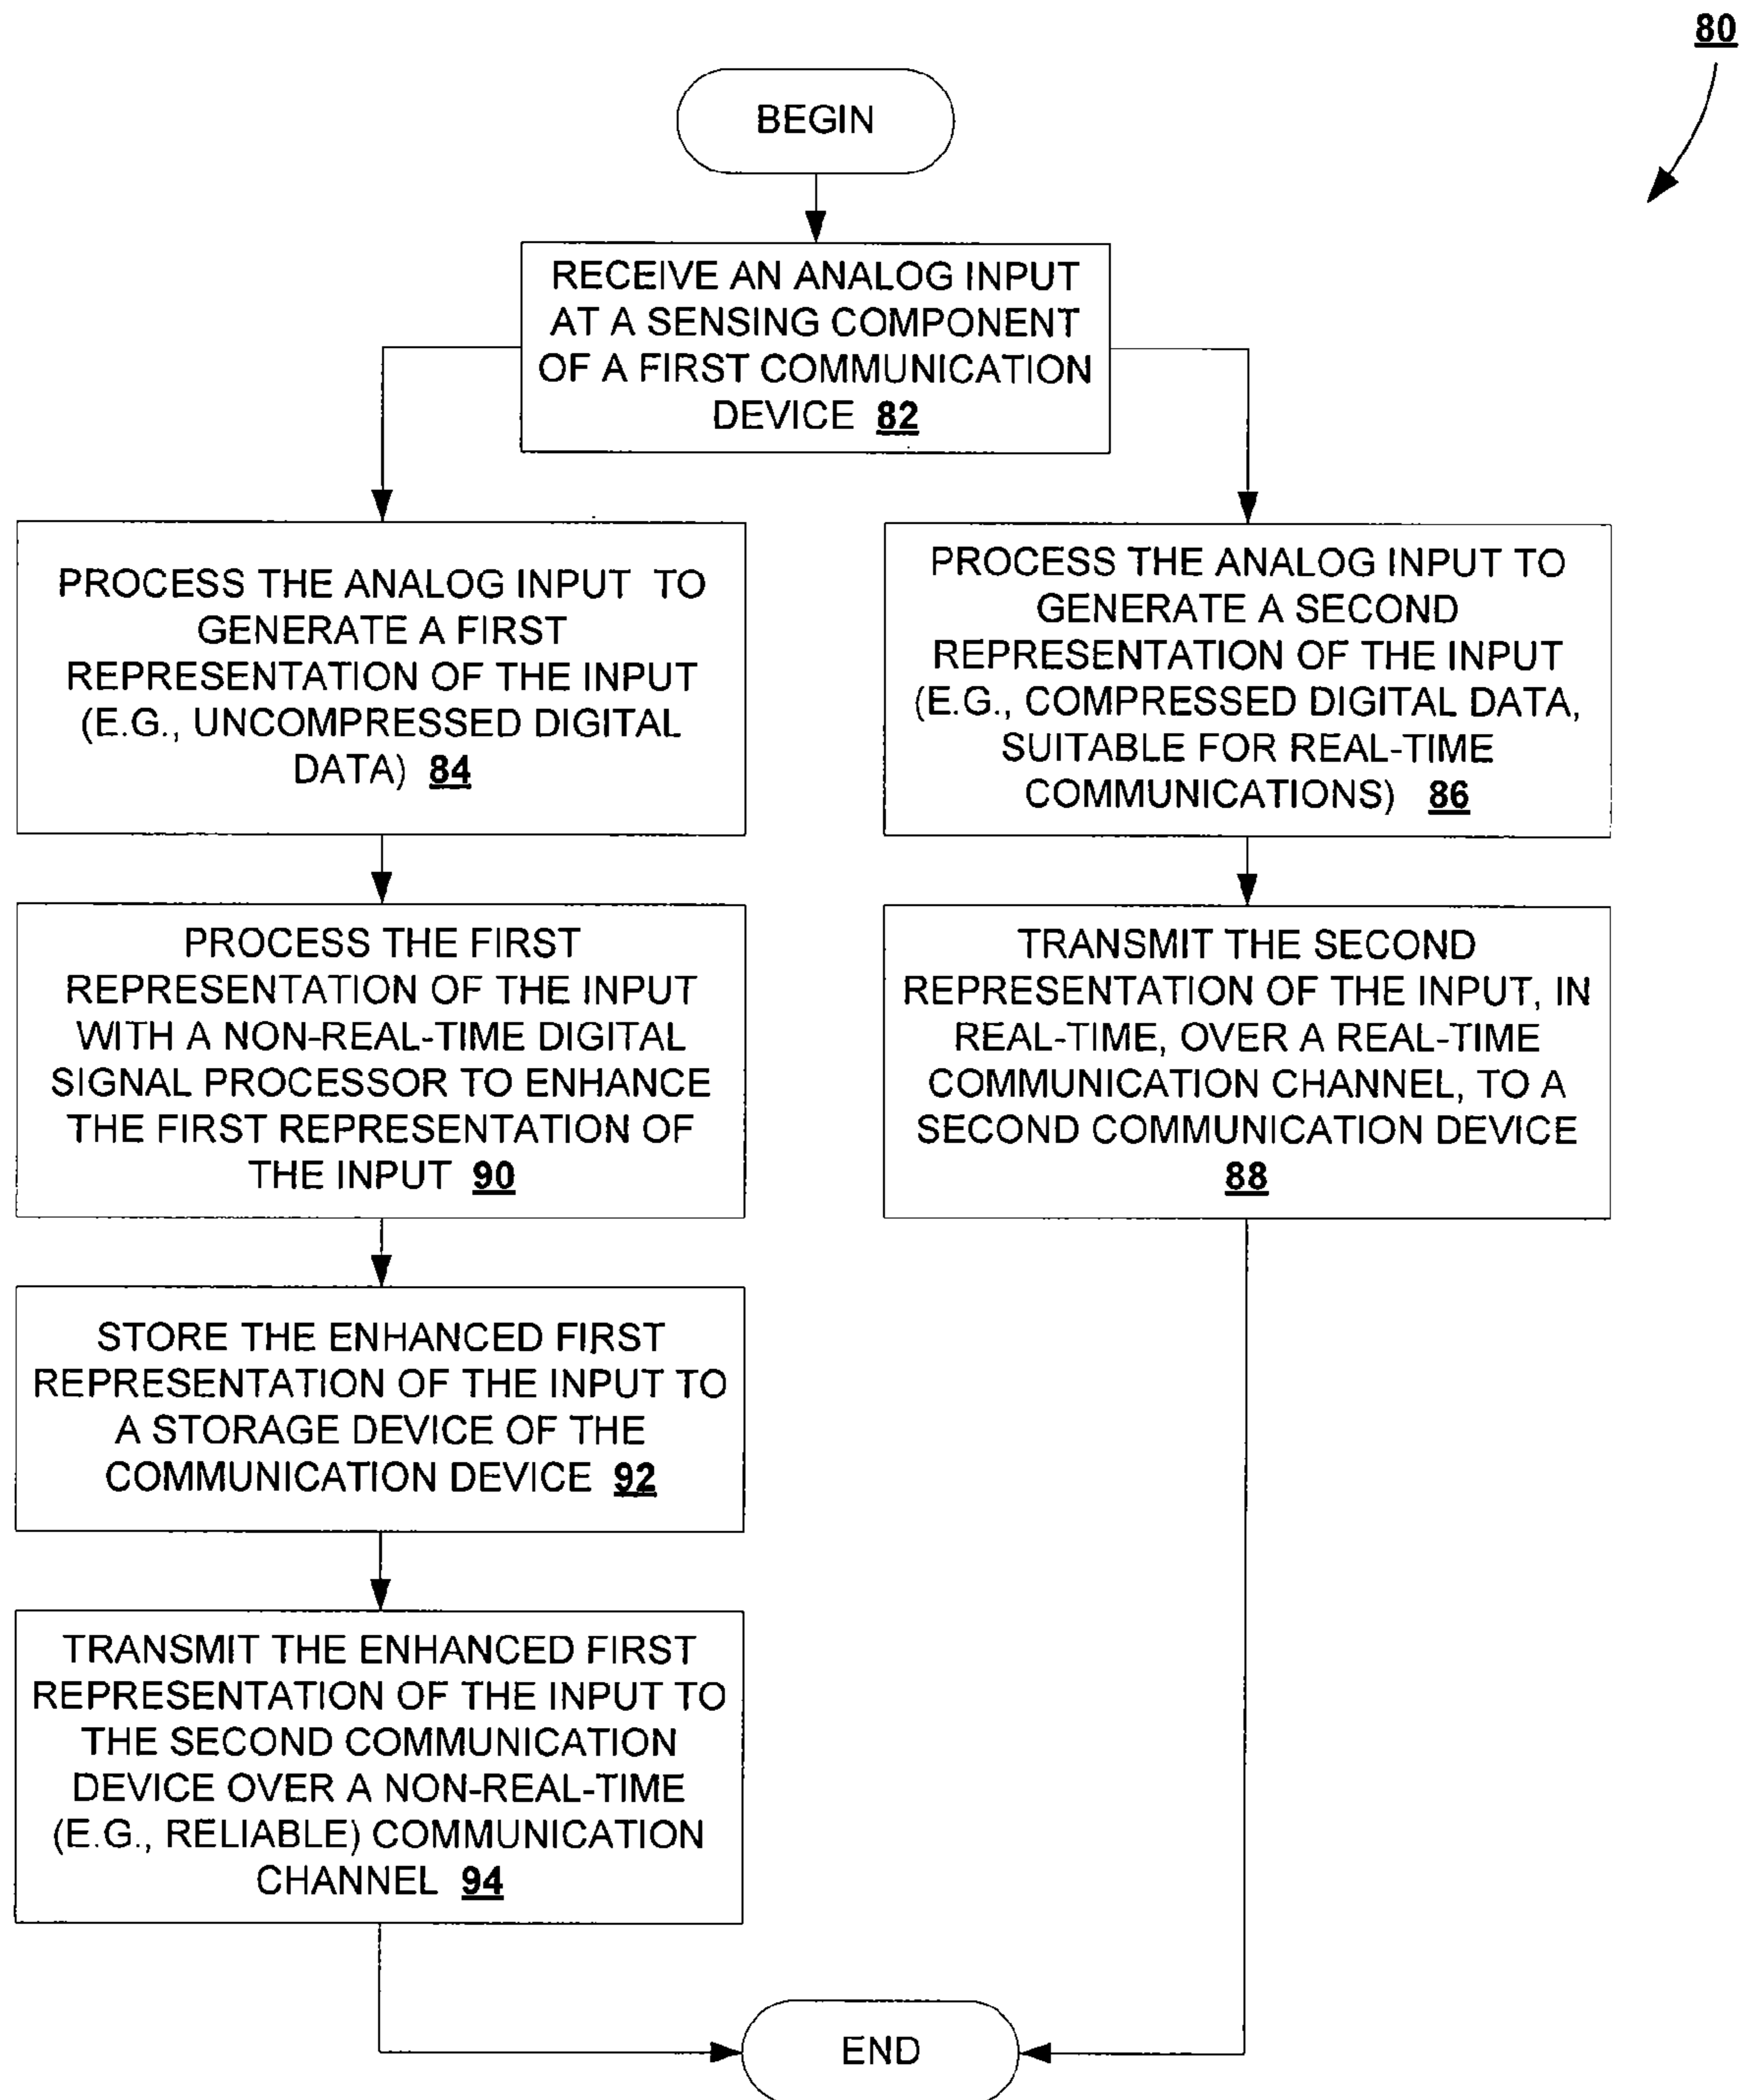 80
BEGIN
RECEIVE AN ANALOG INPUT
AT A SENSING COMPONENT
OF A FIRST COMMUNICATION
DEVICE 82
PROCESS THE ANALOG INPUT TO
GENERATE A FIRST
REPRESENTATION OF THE INPUT
(E.G., UNCOMPRESSED DIGITAL
DATA) 84
PROCESS THE ANALOG INPUT TO
GENERATE A SECOND
REPRESENTATION OF THE INPUT
(E.G., COMPRESSED DIGITAL DATA,
SUITABLE FOR REAL-TIME
COMMUNICATIONS) 86
PROCESS THE FIRST
REPRESENTATION OF THE INPUT
WITH A NON-REAL-TIME DIGITAL
SIGNAL PROCESSOR TO ENHANCE
THE FIRST REPRESENTATION OF
THE INPUT 90
TRANSMIT THE SECOND
REPRESENTATION OF THE INPUT, IN
REAL-TIME, OVER A REAL-TIME
COMMUNICATION CHANNEL, TO A
SECOND COMMUNICATION DEVICE
88
STORE THE ENHANCED FIRST
REPRESENTATION OF THE INPUT TO
A STORAGE DEVICE OF THE
COMMUNICATION DEVICE 92
TRANSMIT THE ENHANCED FIRST
REPRESENTATION OF THE INPUT TO
THE SECOND COMMUNICATION
DEVICE OVER A NON-REAL-TIME
(E.G., RELIABLE) COMMUNICATION
CHANNEL 94
END